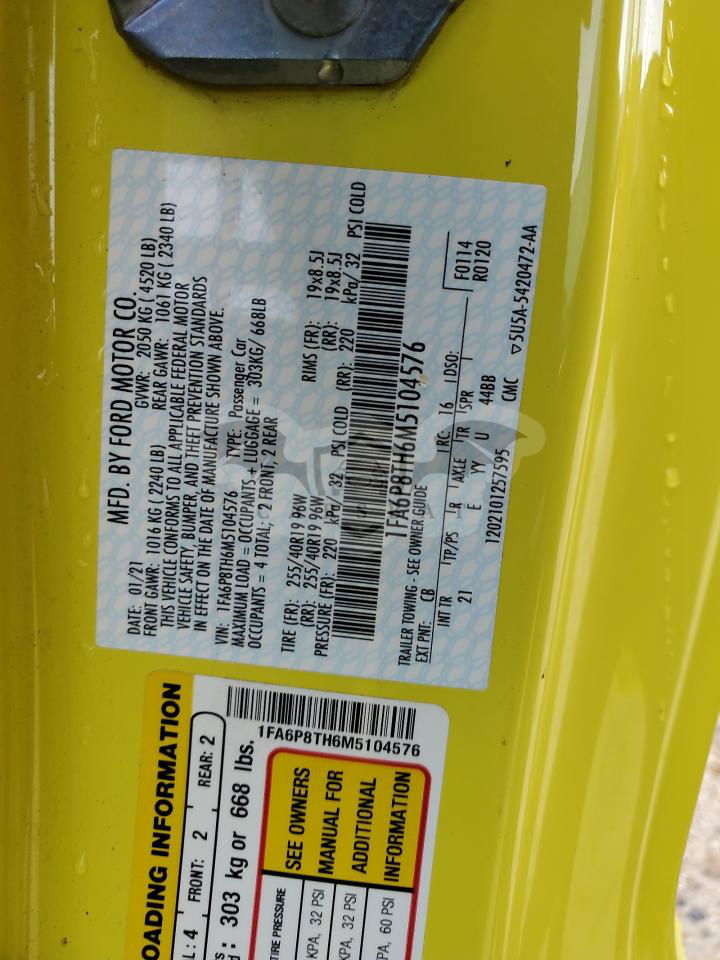 MFD. BY FORD MOTOR CO.
DATE: 01/21 GVWR: 2050 KG ( 4520 LB)
FRONT GAWR: 1016 KG ( 2240 LB) REAR GAWR: 1061 KG ( 2340 LB)
THIS VEHICLE CONFORMS TO ALL APPLICABLE FEDERAL MOTOR
VEHICLE SAFETY, BUMPER, AND THEFT PREVENTION STANDARDS
IN EFFECT ON THE DATE OF MANUFACTURE SHOWN ABOVE.
VIN: 1FA6P8TH6M5104576 TYPE: Passenger Car
MAXIMUM LOAD = OCCUPANTS + LUGGAGE = 303KG/ 668LB
OCCUPANTS = 4 TOTAL; 2 FRONT, 2 REAR
TIRE (FR): 255/40R19 96W RIMS (FR): 19x8.5J
(RR): 255/40R19 96W (RR): 19x8.5J
PRESSURE (FR): 220 kPa/ 32 PSI COLD (RR): 220 kPa/ 32 PSI COLD
1FA6P8TH6M5104576
TRAILER TOWING - SEE OWNER GUIDE
EXT PNT: CB RC: 16 DSO: F0114
INT TR TP/PS R AXLE TR SPR R0120
21 E YY U 44BB
1202101257595 CMC ▽5U5A-5420472-AA
1FA6P8TH6M5104576
OADING INFORMATION
L: 4 FRONT: 2 REAR: 2
303 kg or 668 lbs.
TIRE PRESSURE SEE OWNERS
KPA, 32 PSI MANUAL FOR
KPA, 32 PSI ADDITIONAL
PA, 60 PSI INFORMATION